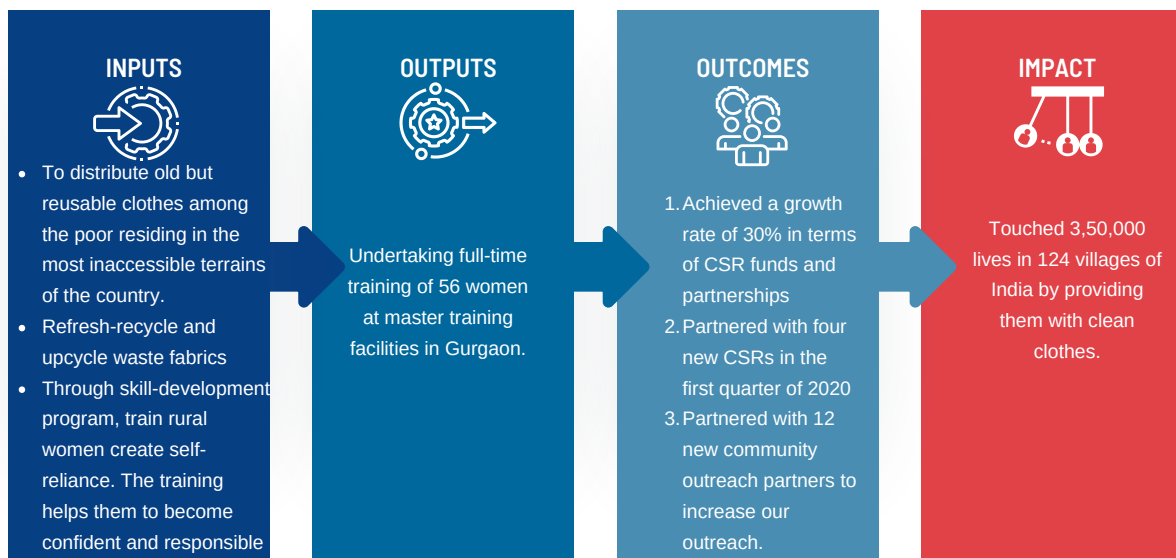 INPUTS
• To distribute old but
reusable clothes among
the poor residing in the
most inaccessible terrains
of the country.
• Refresh-recycle and
upcycle waste fabrics
• Through skill-development
program, train rural
women create self-
reliance. The training
helps them to become
confident and responsible
OUTPUTS
Undertaking full-time
training of 56 women
at master training
facilities in Gurgaon.
OUTCOMES
1. Achieved a growth
rate of 30% in terms
of CSR funds and
partnerships
2. Partnered with four
new CSRs in the
first quarter of 2020
3. Partnered with 12
new community
outreach partners to
increase our
outreach.
IMPACT
Touched 3,50,000
lives in 124 villages of
India by providing
them with clean
clothes.